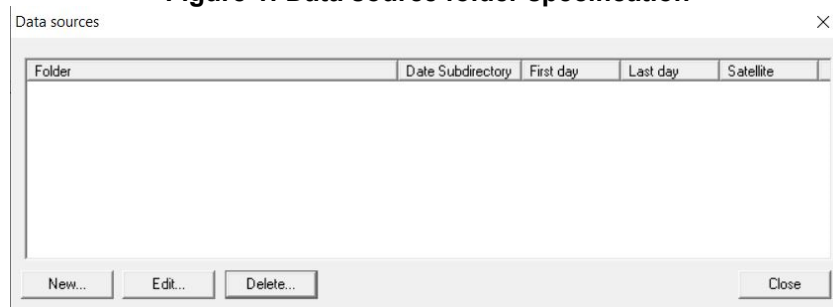 Figure 1: Data source folder specification
Data sources
Folder Date Subdirectory First day Last day Satellite
New... Edit... Delete... Close